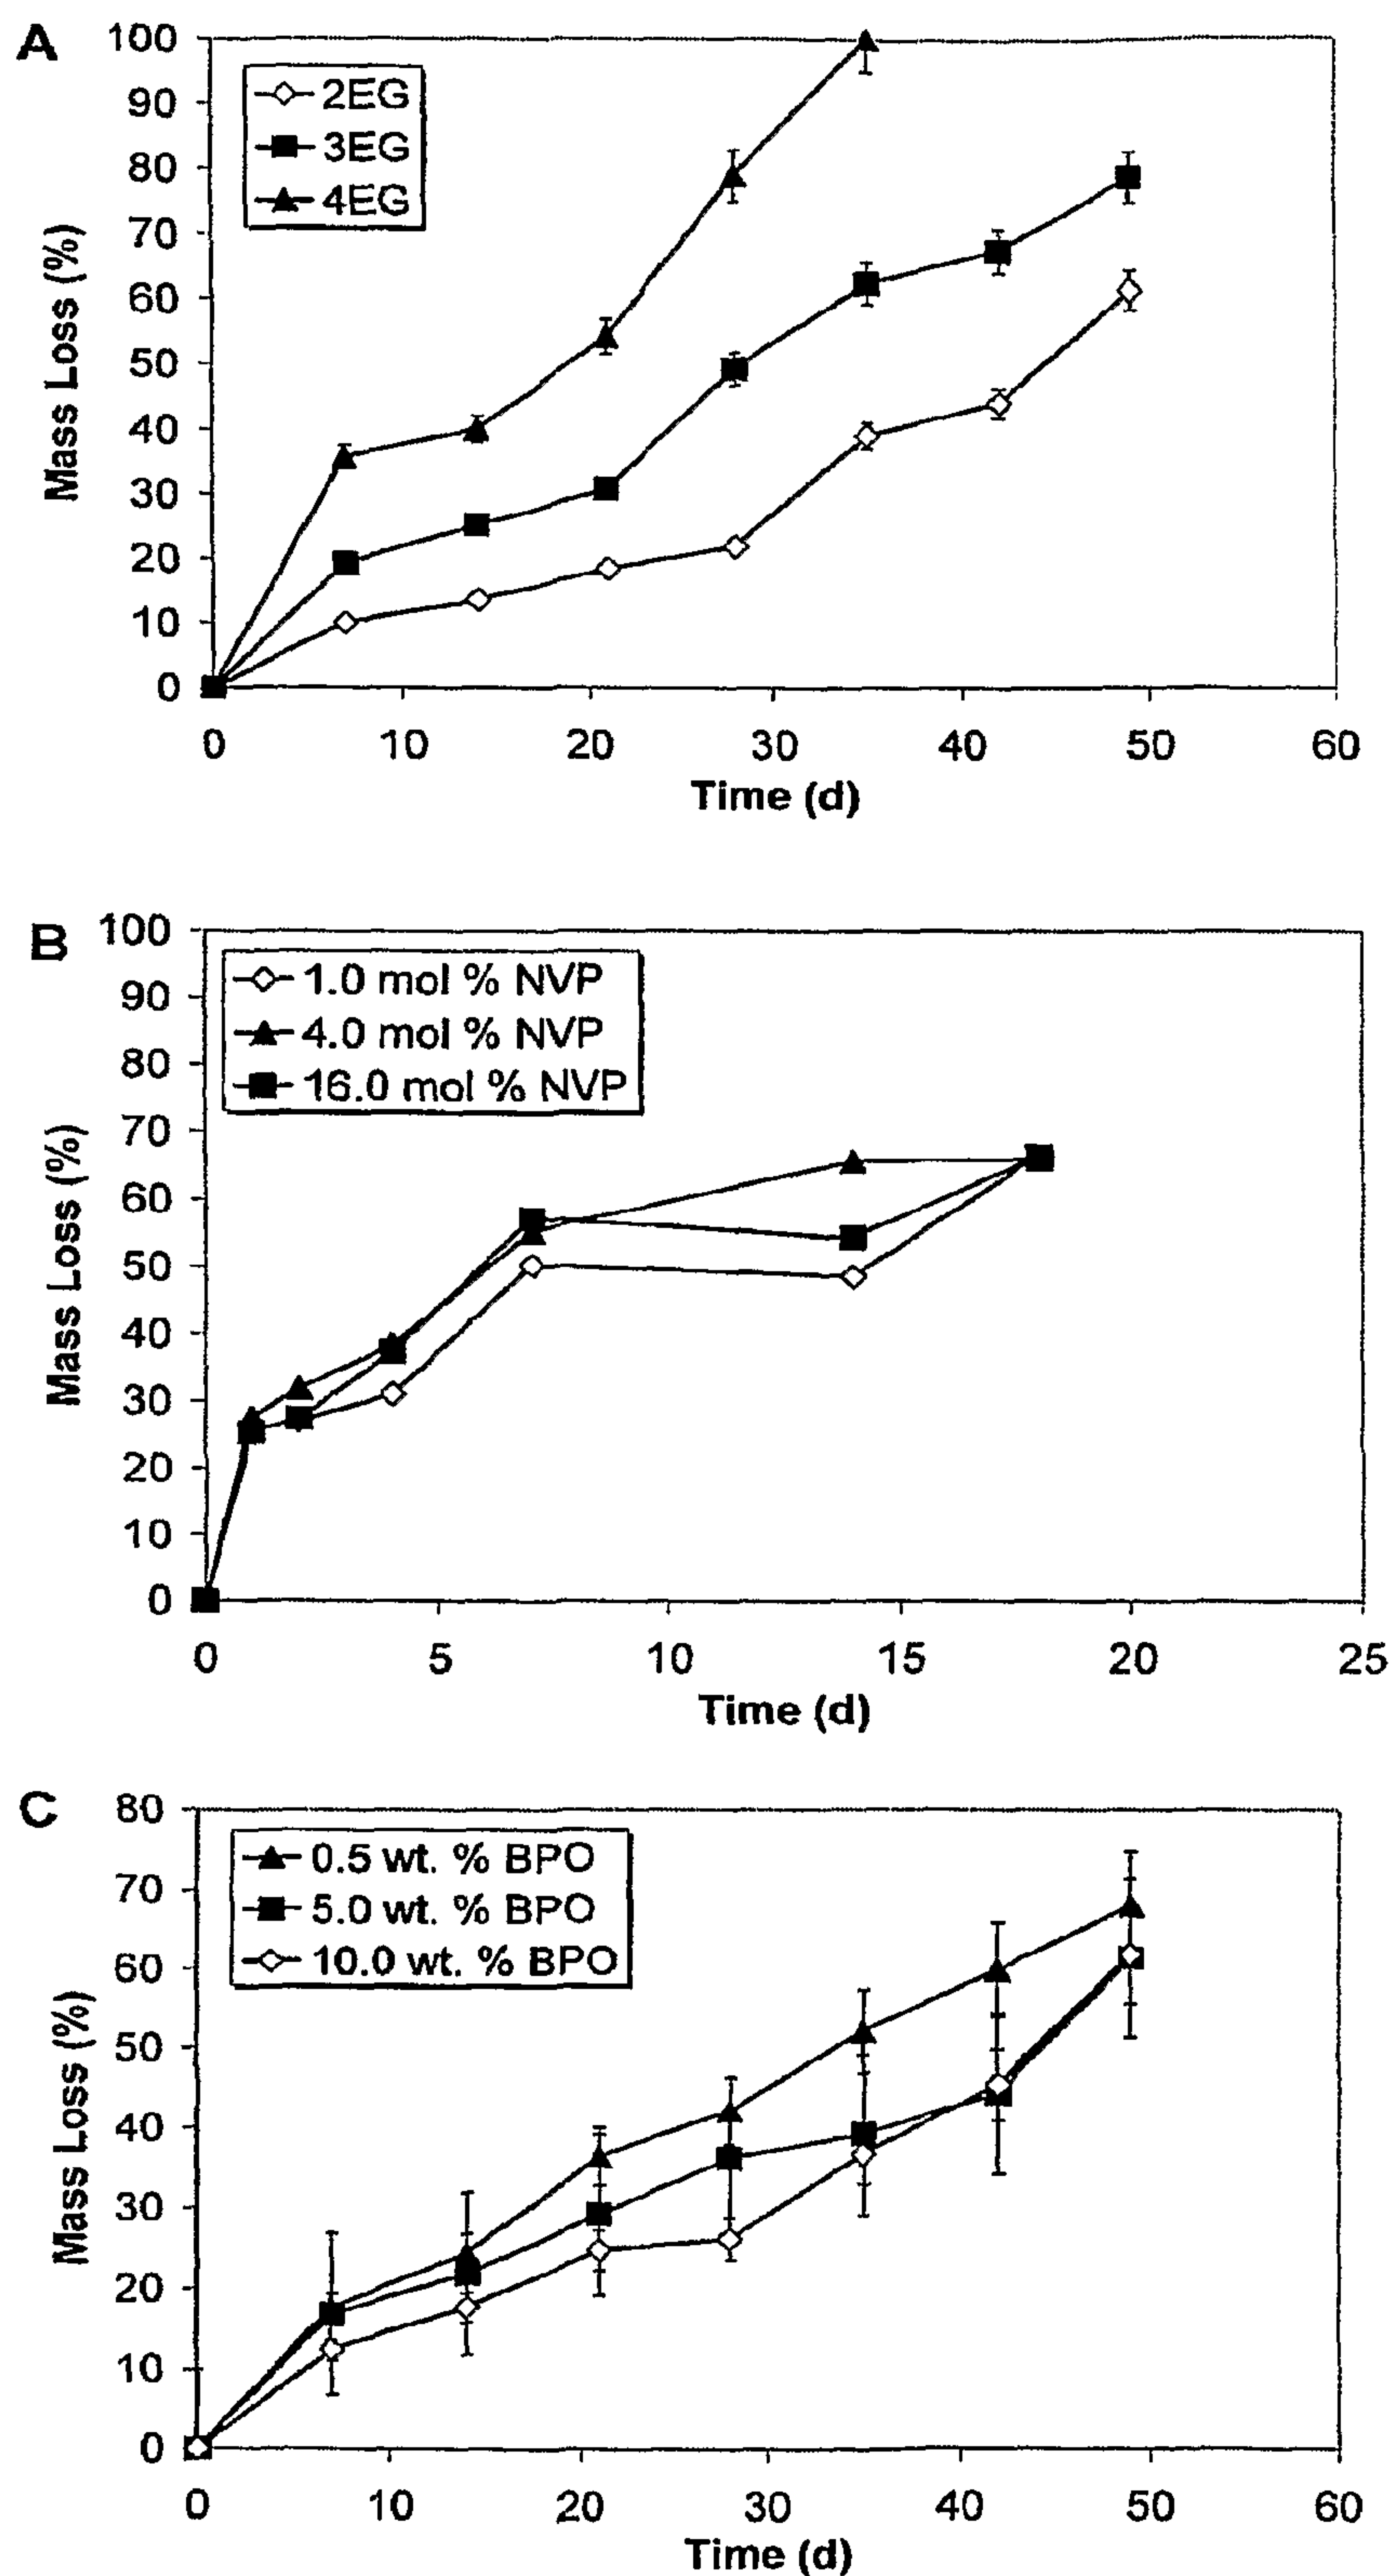 A
100
90
80
70
60
50
40
30
20
10
0
Mass Loss (%)
2EG
3EG
4EG
0 10 20 30 40 50 60
Time (d)
B
100
90
80
70
60
50
40
30
20
10
0
Mass Loss (%)
1.0 mol % NVP
4.0 mol % NVP
16.0 mol % NVP
0 5 10 15 20 25
Time (d)
C
80
70
60
50
40
30
20
10
0
Mass Loss (%)
0.5 wt. % BPO
5.0 wt. % BPO
10.0 wt. % BPO
0 10 20 30 40 50 60
Time (d)